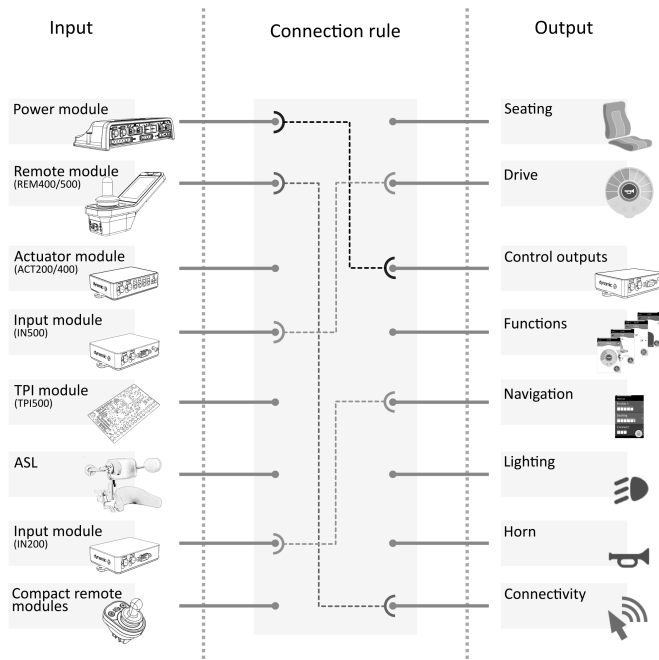 Input
Connection rule
Output
Power module
Seating
Remote module
(REM400/500)
Drive
Actuator module
(ACT200/400)
Control outputs
Input module
(IN500)
Functions
TPI module
(TPI500)
Navigation
ASL
Lighting
Input module
(IN200)
Horn
Compact remote
modules
Connectivity